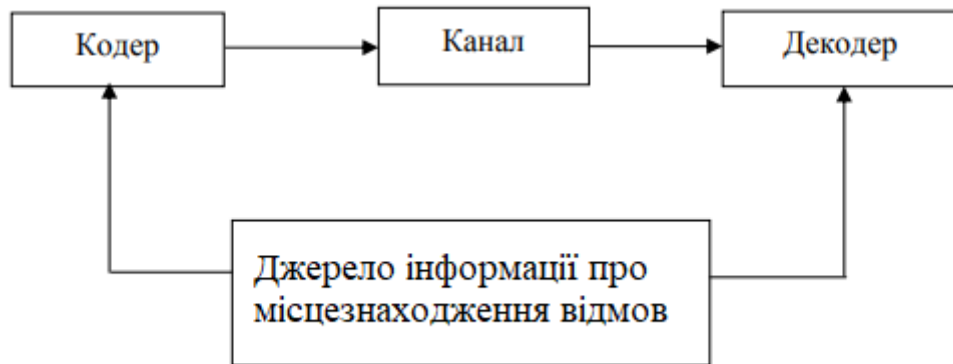 Кодер
Канал
Декодер
Джерело інформації про
місцезнаходження відмов